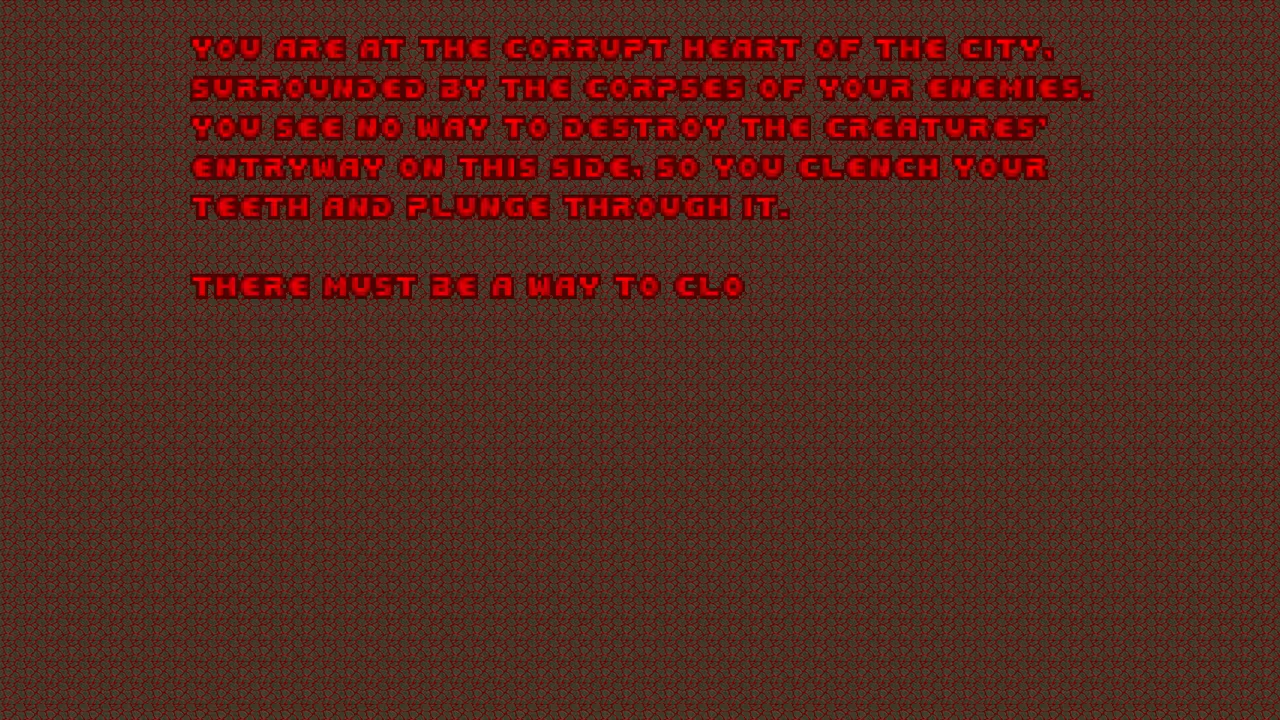 YOU ARE AT THE CORRUPT HEART OF THE CITY,
SURROUNDED BY THE CORPSES OF YOUR ENEMIES.
YOU SEE NO WAY TO DESTROY THE CREATURES'
ENTRYWAY ON THIS SIDE, SO YOU CLENCH YOUR
TEETH AND PLUNGE THROUGH IT.
THERE MUST BE A WAY TO CLO